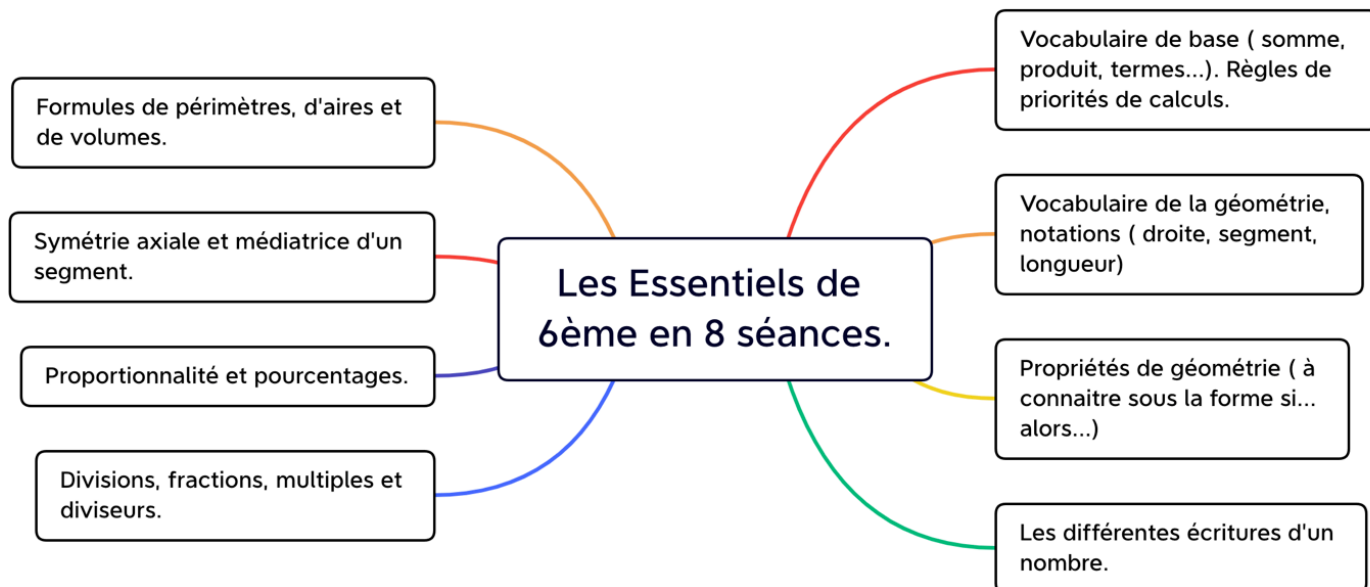 Les Essentiels de
6ème en 8 séances.
Vocabulaire de base ( somme,
produit, termes...). Règles de
priorités de calculs.
Vocabulaire de la géométrie,
notations ( droite, segment,
longueur)
Propriétés de géométrie ( à
connaitre sous la forme si...
alors...)
Les différentes écritures d'un
nombre.
Formules de périmètres, d'aires et
de volumes.
Symétrie axiale et médiatrice d'un
segment.
Proportionnalité et pourcentages.
Divisions, fractions, multiples et
diviseurs.